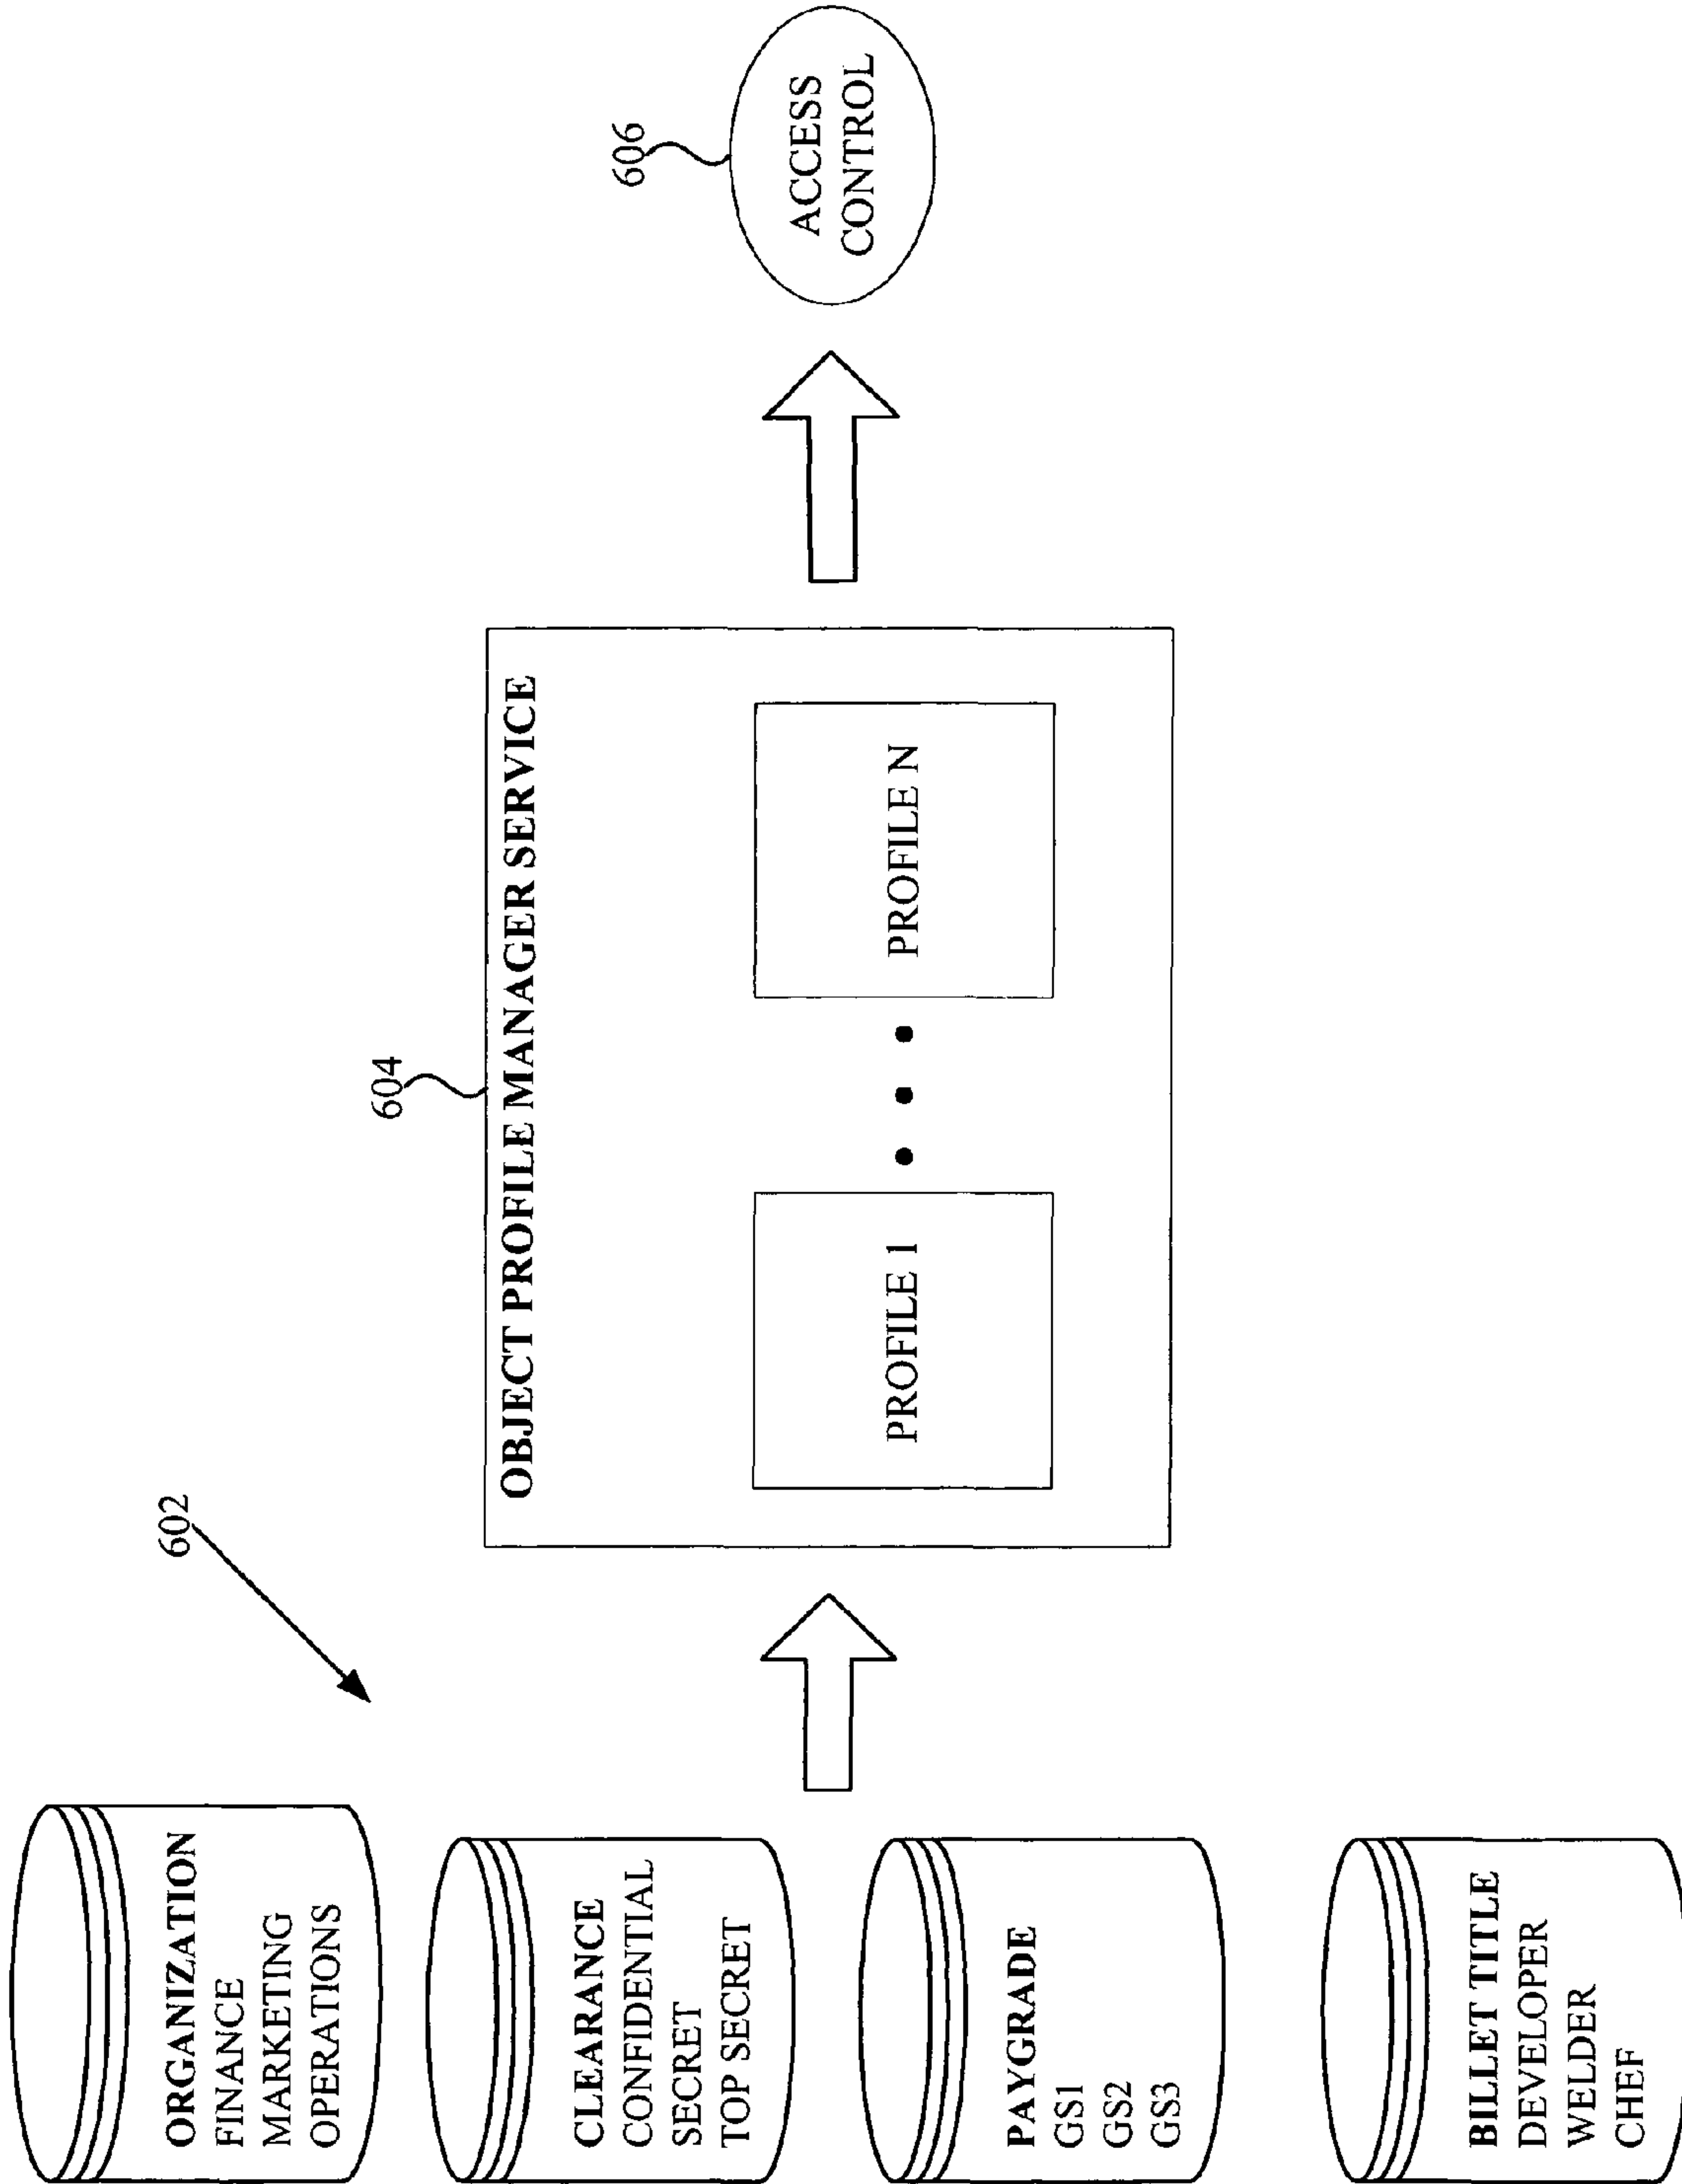 602
ORGANIZATION
FINANCE
MARKETING
OPERATIONS
CLEARANCE
CONFIDENTIAL
SECRET
TOP SECRET
PAYGRADE
GS1
GS2
GS3
BILLET TITLE
DEVELOPER
WELDER
CHEF
604
OBJECT PROFILE MANAGER SERVICE
PROFILE 1
PROFILE N
606
ACCESS
CONTROL